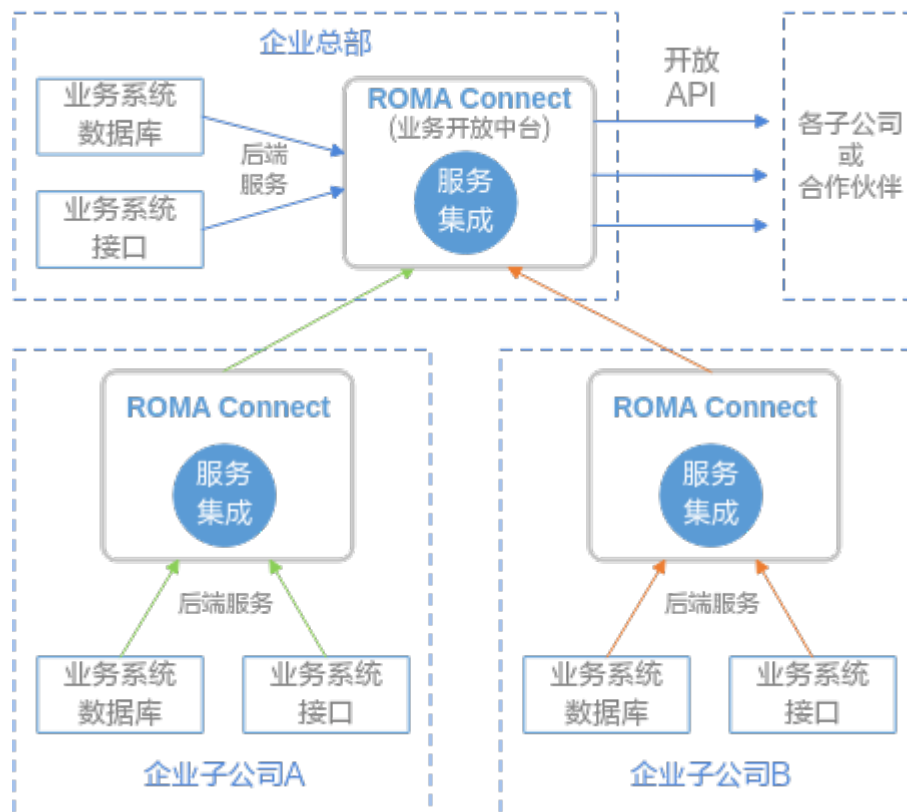 企业总部
业务系统
数据库
业务系统
接口
后端
服务
ROMA Connect
(业务开放中台)
服务
集成
开放
API
各子公司
或
合作伙伴
ROMA Connect
服务
集成
后端服务
业务系统
数据库
业务系统
接口
企业子公司A
ROMA Connect
服务
集成
后端服务
业务系统
数据库
业务系统
接口
企业子公司B